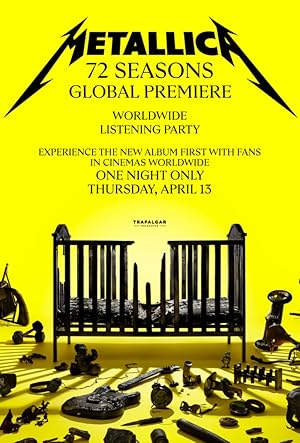 METALLICA
72 SEASONS
GLOBAL PREMIERE
WORLDWIDE
LISTENING PARTY
EXPERIENCE THE NEW ALBUM FIRST WITH FANS
IN CINEMAS WORLDWIDE
ONE NIGHT ONLY
THURSDAY, APRIL 13
TRAFALGAR
RELEASING